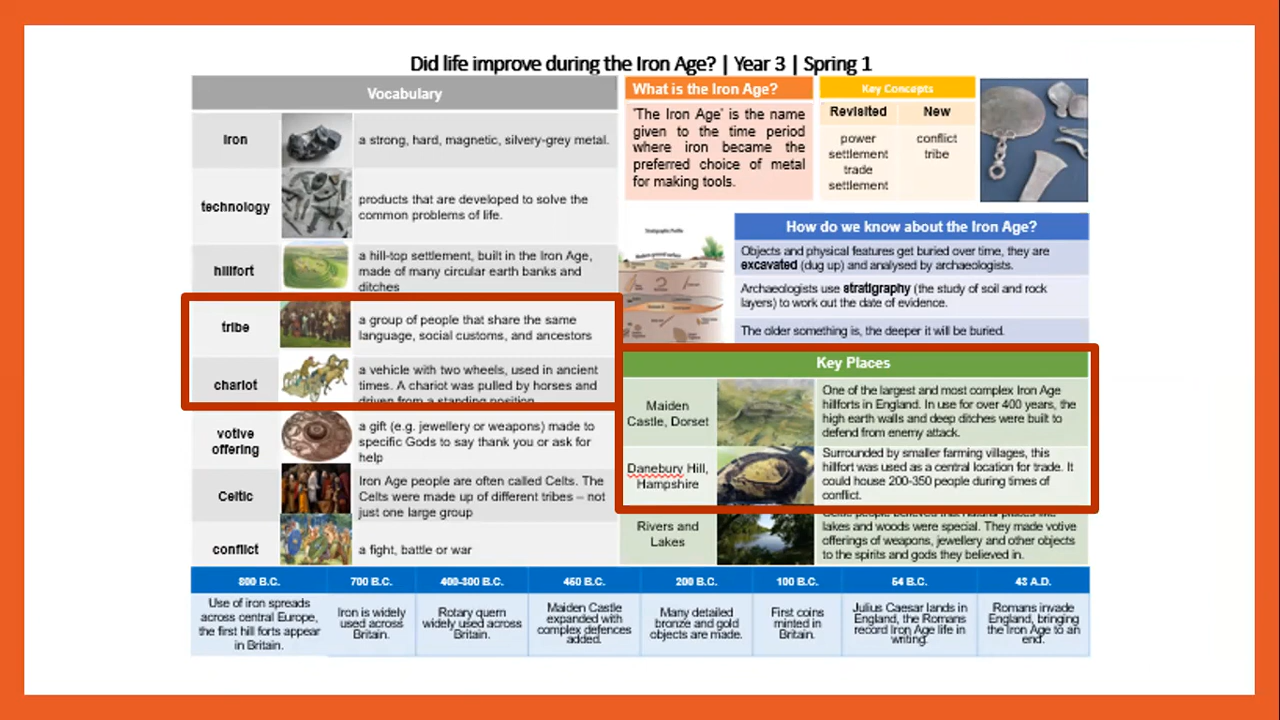 Did life improve during the Iron Age? | Year 3 | Spring 1
Vocabulary
Iron
a strong, hard, magnetic, silvery-grey metal.
technology
products that are developed to solve the
common problems of life.
hillfort
a hill-top settlement, built in the Iron Age,
made of many circular earth banks and
ditches
tribe
a group of people that share the same
language, social customs, and ancestors
chariot
a vehicle with two wheels, used in ancient
times. A chariot was pulled by horses and
driven from a standing position
votive
offering
a gift (e.g. jewellery or weapons) made to
specific Gods to say thank you or ask for
help
Celtic
Iron Age people are often called Celts. The
Celts were made up of different tribes – not
just one large group
conflict
a fight, battle or war
What is the Iron Age?
'The Iron Age' is the name
given to the time period
where iron became the
preferred choice of metal
for making tools.
Key Concepts
Revisited
New
power
settlement
trade
settlement
conflict
tribe
Stratigraphic Profile
How do we know about the Iron Age?
Objects and physical features get buried over time, they are
excavated (dug up) and analysed by archaeologists.
Archaeologists use stratigraphy (the study of soil and rock
layers) to work out the date of evidence.
The older something is, the deeper it will be buried.
Key Places
Maiden
Castle, Dorset
One of the largest and most complex Iron Age
hillforts in England. In use for over 400 years, the
high earth walls and deep ditches were built to
defend from enemy attack.
Danebury Hill,
Hampshire
Surrounded by smaller farming villages, this
hillfort was used as a central location for trade. It
could house 200-350 people during times of
conflict.
Rivers and
Lakes
Celtic people believed that natural places like
lakes and woods were special. They made votive
offerings of weapons, jewellery and other objects
to the spirits and gods they believed in.
800 B.C.
Use of iron spreads
across central Europe,
the first hill forts appear
in Britain.
700 B.C.
Iron is widely
used across
Britain.
400-300 B.C.
Rotary quern
widely used across
Britain.
450 B.C.
Maiden Castle
expanded with
complex defences
added.
200 B.C.
Many detailed
bronze and gold
objects are made.
100 B.C.
First coins
minted in
Britain.
54 B.C.
Julius Caesar lands in
England, the Romans
record Iron Age life in
writing.
43 A.D.
Romans invade
England, bringing
the Iron Age to an
end.